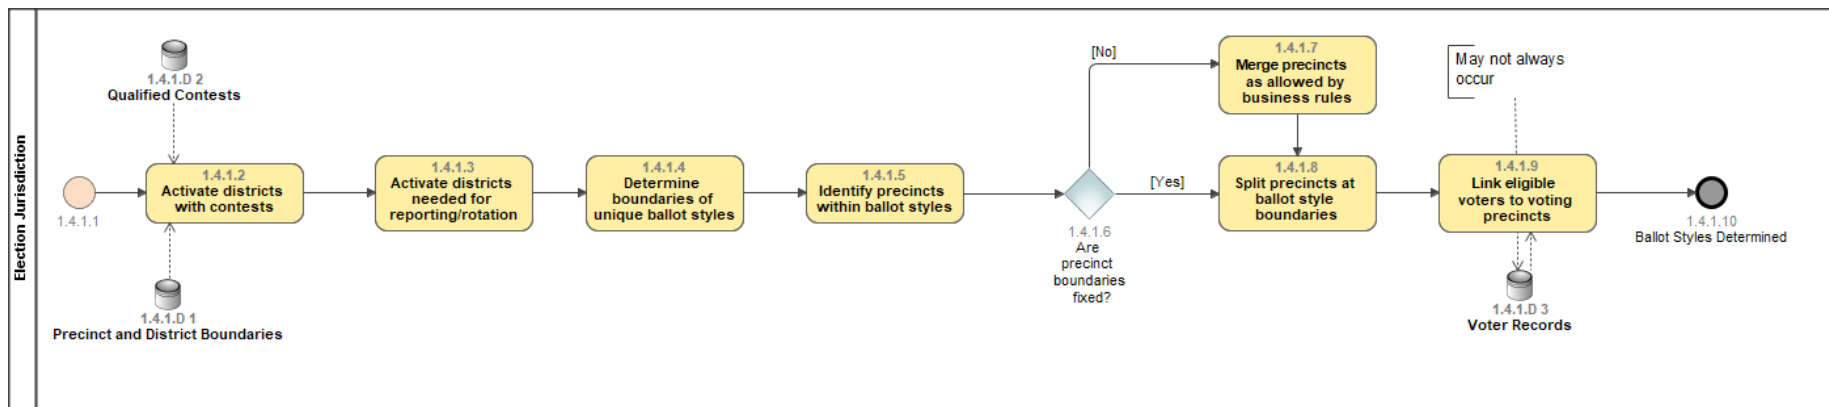 Election Jurisdiction
1.4.1.D 2
Qualified Contests
1.4.1.1
1.4.1.2
Activate districts
with contests
1.4.1.D 1
Precinct and District Boundaries
1.4.1.3
Activate districts
needed for
reporting/rotation
1.4.1.4
Determine
boundaries of
unique ballot styles
1.4.1.5
Identify precincts
within ballot styles
1.4.1.6
Are
precinct
boundaries
fixed?
[No]
[Yes]
1.4.1.7
Merge precincts
as allowed by
business rules
1.4.1.8
Split precincts at
ballot style
boundaries
May not always
occur
1.4.1.9
Link eligible
voters to voting
precincts
1.4.1.D 3
Voter Records
1.4.1.10
Ballot Styles Determined